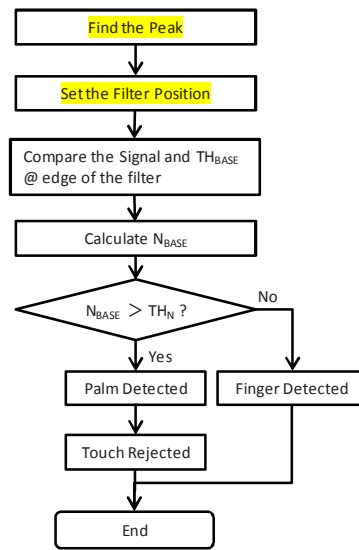 Find the Peak
Set the Filter Position
Compare the Signal and TH_BASE
@ edge of the filter
Calculate N_BASE
N_BASE > TH_N ?
No
Yes
Palm Detected
Finger Detected
Touch Rejected
End